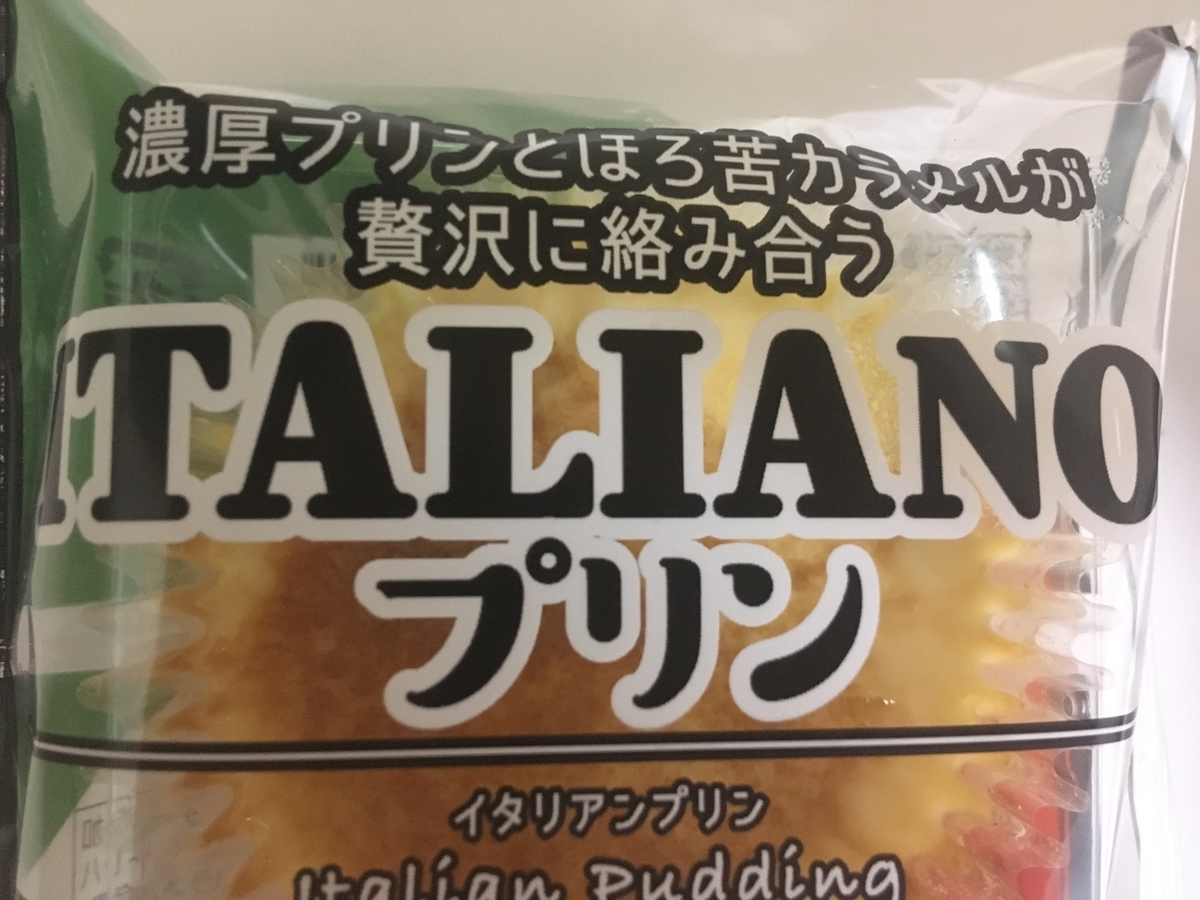 濃厚プリンとほろ苦カラメルが
贅沢に絡み合う
ITALIANO
プリン
イタリアンプリン
Italian Pudding